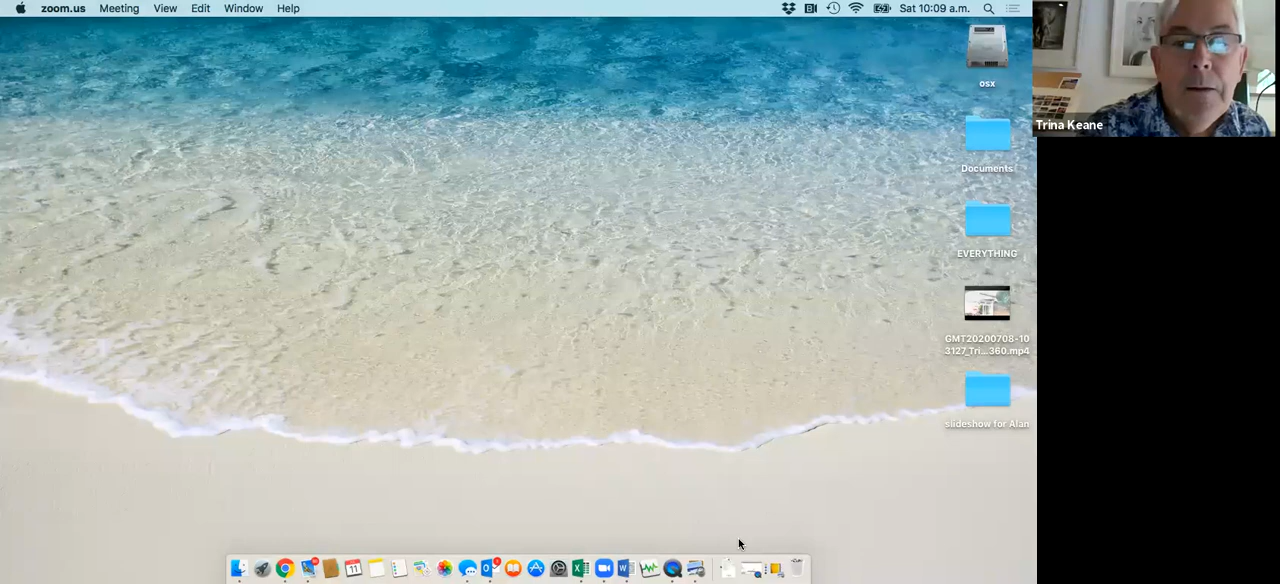 zoom.us Meeting View Edit Window Help Sat 10:09 a.m.
osx
Trina Keane
Documents
EVERYTHING
GMT20200708-10
3127_Tri...360.mp4
slideshow for Alan
11